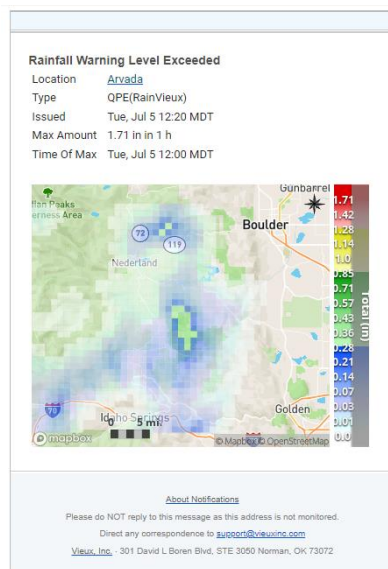 Rainfall Warning Level Exceeded
Location Arvada
Type QPE(RainVieux)
Issued Tue, Jul 5 12:20 MDT
Max Amount 1.71 in in 1 h
Time Of Max Tue, Jul 5 12:00 MDT
Gunbarrel
Peaks
erness Area
72
119
Boulder
Nederland
70
Idaho Springs
Golden
0 5 mi
1.71
1.42
1.28
1.14
1.0
0.85
0.71
0.57
0.43
0.36
0.28
0.21
0.14
0.07
0.03
0.01
0.0
Total (in)
mapbox
© Mapbox © OpenStreetMap
About Notifications
Please do NOT reply to this message as this address is not monitored.
Direct any correspondence to support@vieuxinc.com
Vieux, Inc. - 301 David L Boren Blvd, STE 3050 Norman, OK 73072